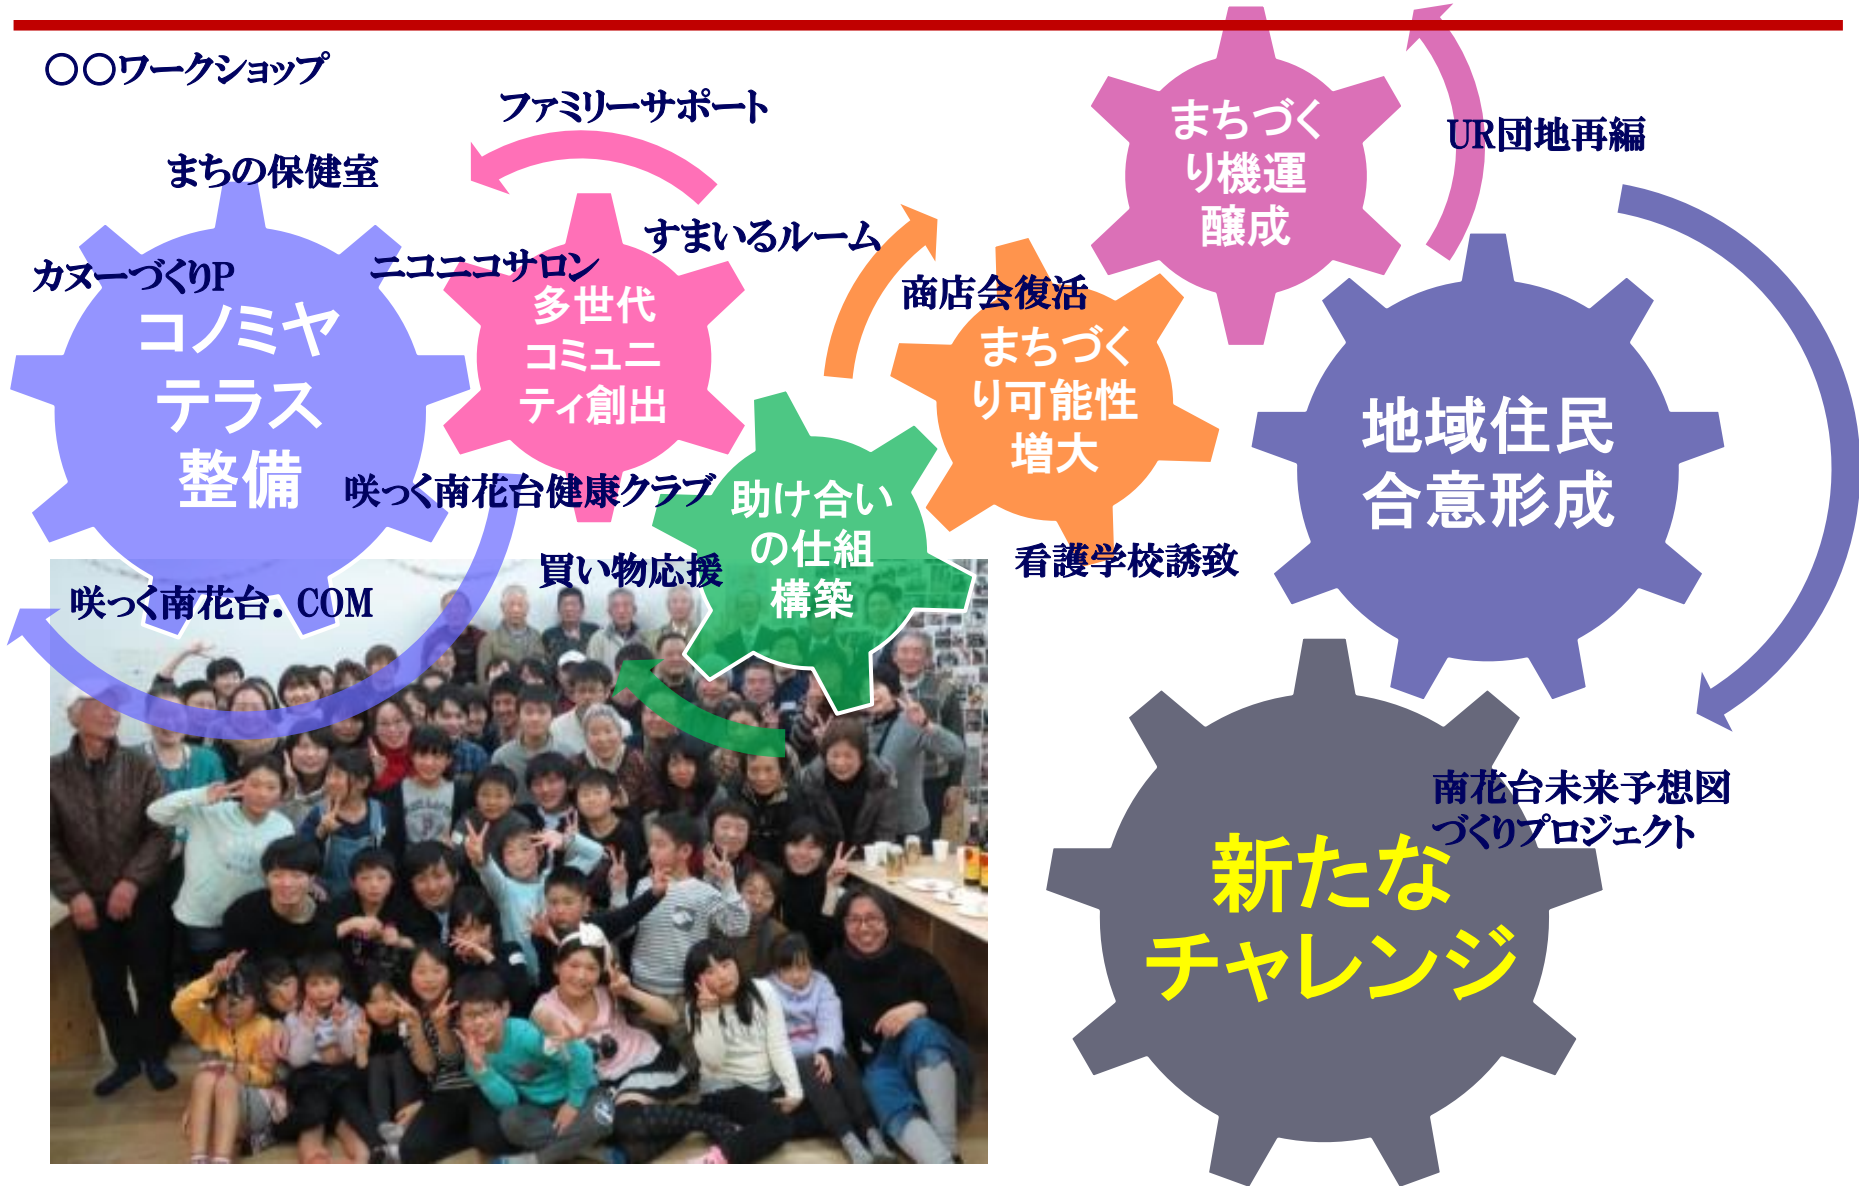 〇〇ワークショップ
ファミリーサポート
まちの保健室
カヌーづくりP
ニコニコサロン
すまいるルーム
コノミヤ
テラス
整備
多世代
コミュニ
ティ創出
咲っく南花台健康クラブ
咲っく南花台．COM
買い物応援
助け合い
の仕組
構築
商店会復活
まちづく
り可能性
増大
看護学校誘致
まちづく
り機運
醸成
UR団地再編
地域住民
合意形成
南花台未来予想図
づくりプロジェクト
新たな
チャレンジ